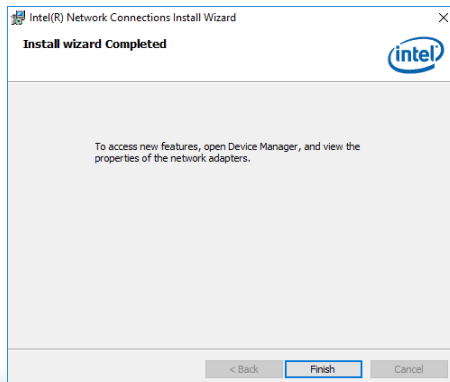 Intel(R) Network Connections Install Wizard
Install wizard Completed
intel
To access new features, open Device Manager, and view the
properties of the network adapters.
< Back
Finish
Cancel